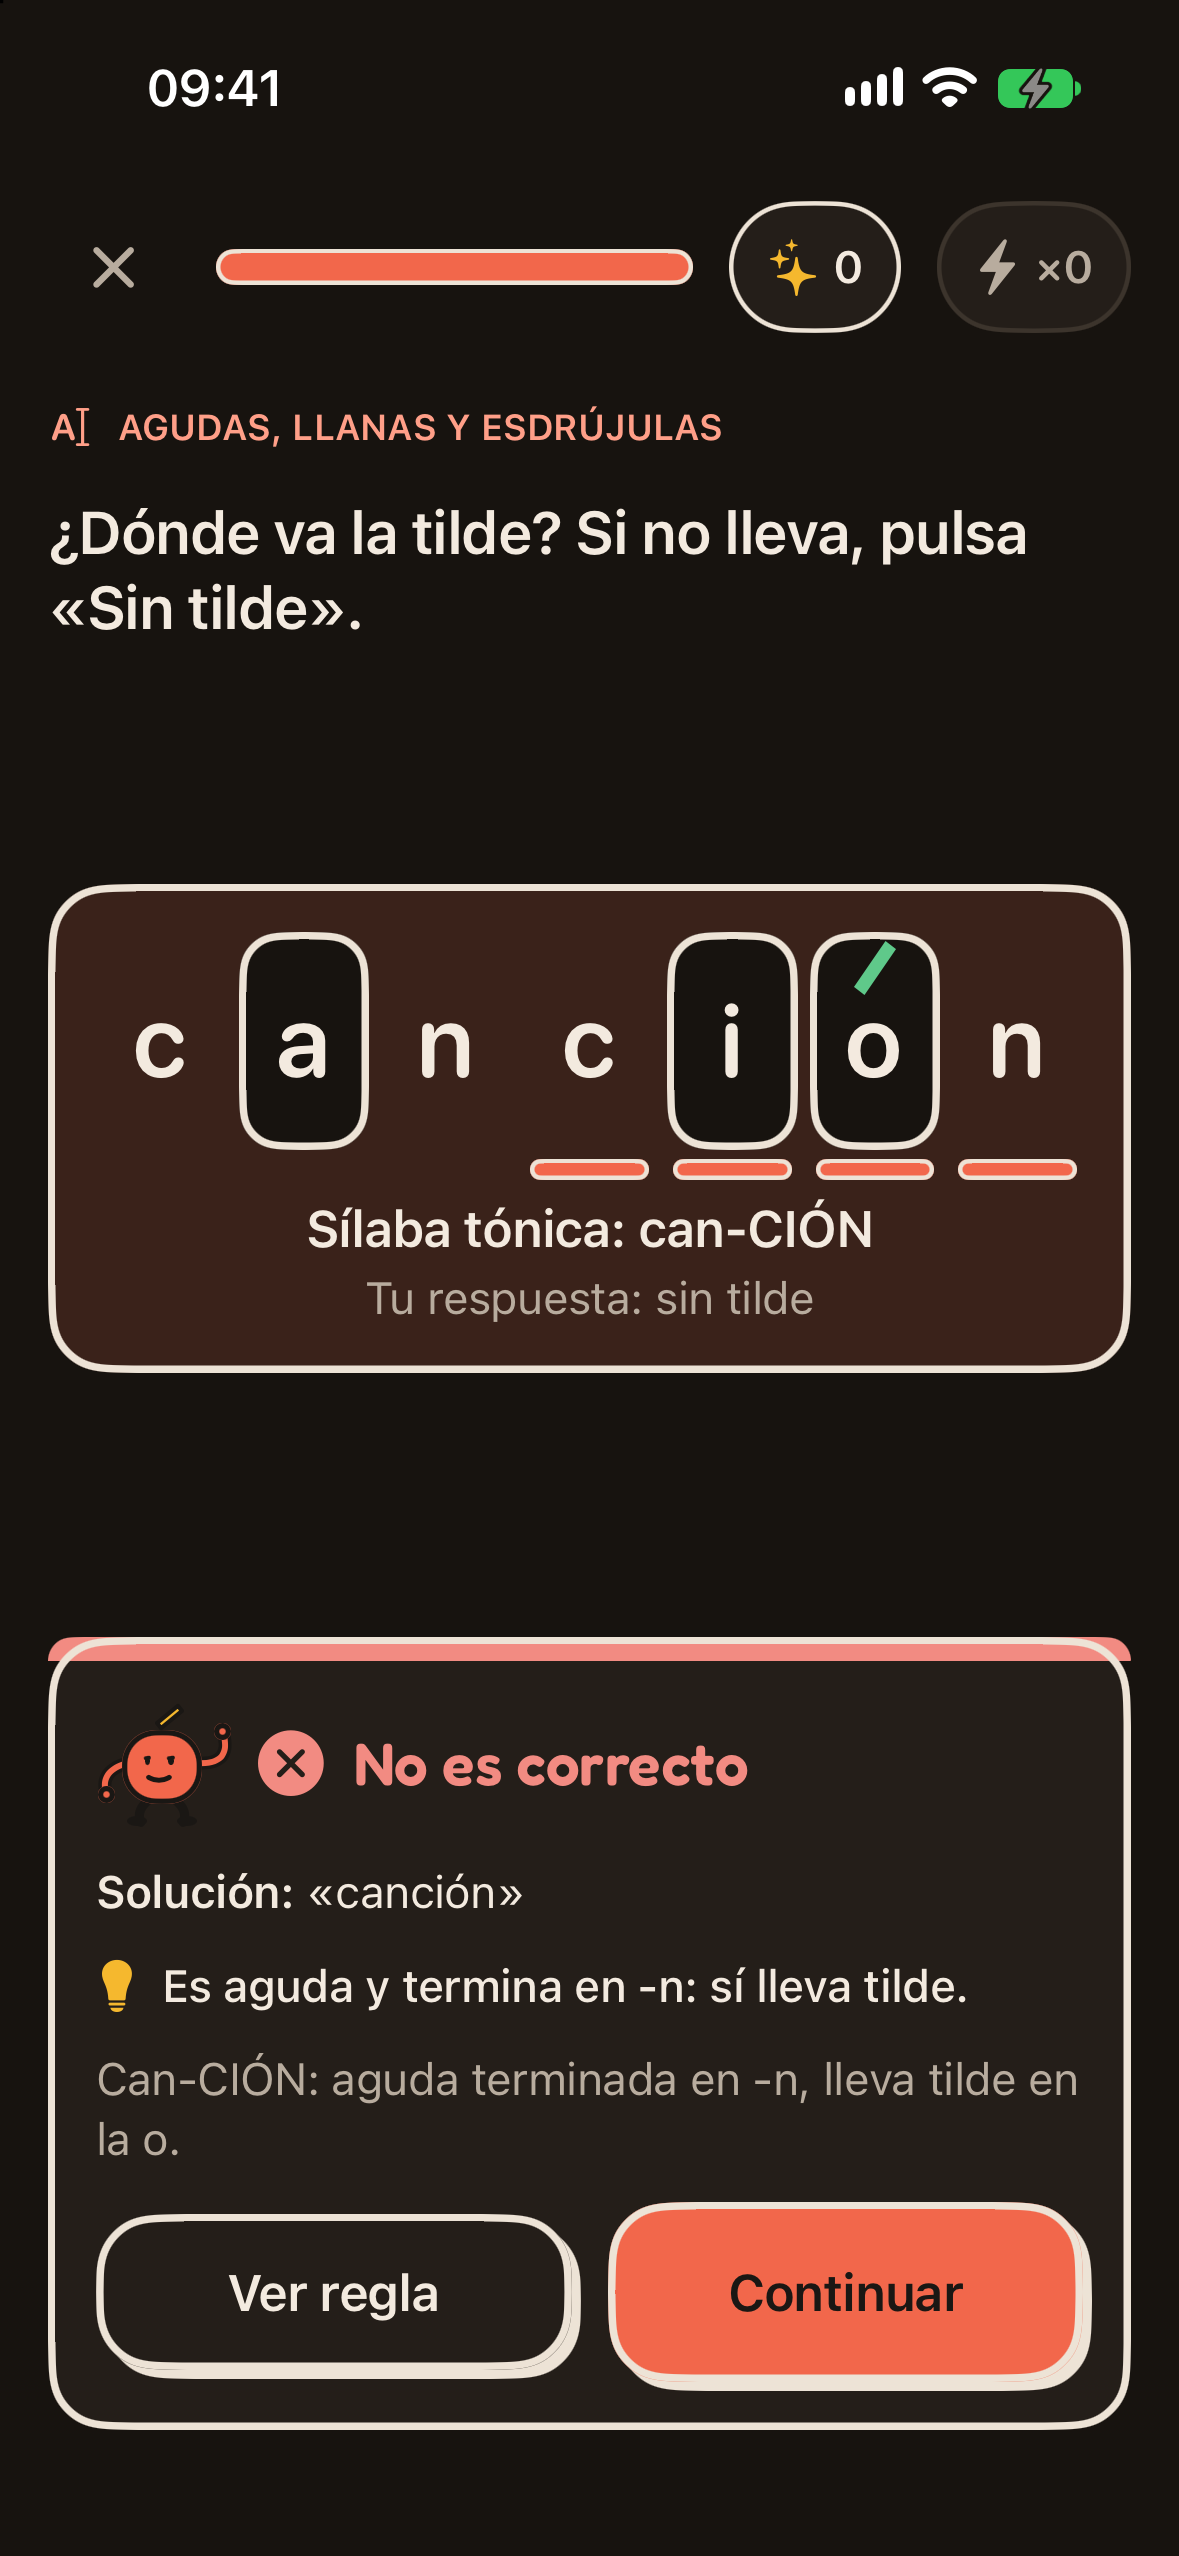 09:41
0
×0
AGUDAS, LLANAS Y ESDRÚJULAS
¿Dónde va la tilde? Si no lleva, pulsa
«Sin tilde».
c a n c i ó n
Sílaba tónica: can-CIÓN
Tu respuesta: sin tilde
No es correcto
Solución: «canción»
Es aguda y termina en -n: sí lleva tilde.
Can-CIÓN: aguda terminada en -n, lleva tilde en
la o.
Ver regla
Continuar